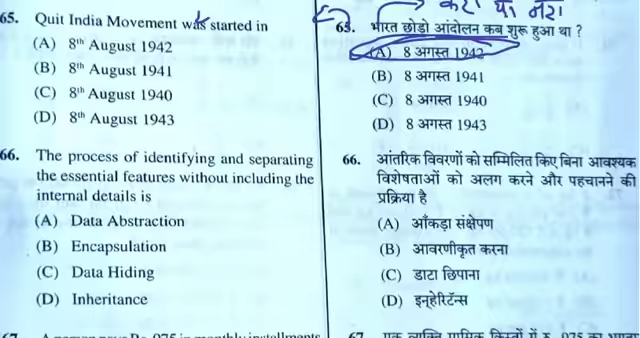 करो या मरो
65. Quit India Movement was started in
(A) 8th August 1942
(B) 8th August 1941
(C) 8th August 1940
(D) 8th August 1943
66. The process of identifying and separating
the essential features without including the
internal details is
(A) Data Abstraction
(B) Encapsulation
(C) Data Hiding
(D) Inheritance
65. भारत छोडो आंदोलन कब शुरू हुआ था ?
(A) 8 अगस्त 1942
(B) 8 अगस्त 1941
(C) 8 अगस्त 1940
(D) 8 अगस्त 1943
66. आंतरिक विवरणों को सम्मिलित किए बिना आवश्यक
विशेषताओं को अलग करने और पहचानने की
प्रक्रिया है
(A) आँकड़ा संक्षेपण
(B) आवरणीकृत करना
(C) डाटा छिपाना
(D) इन्हेरिटॅन्स